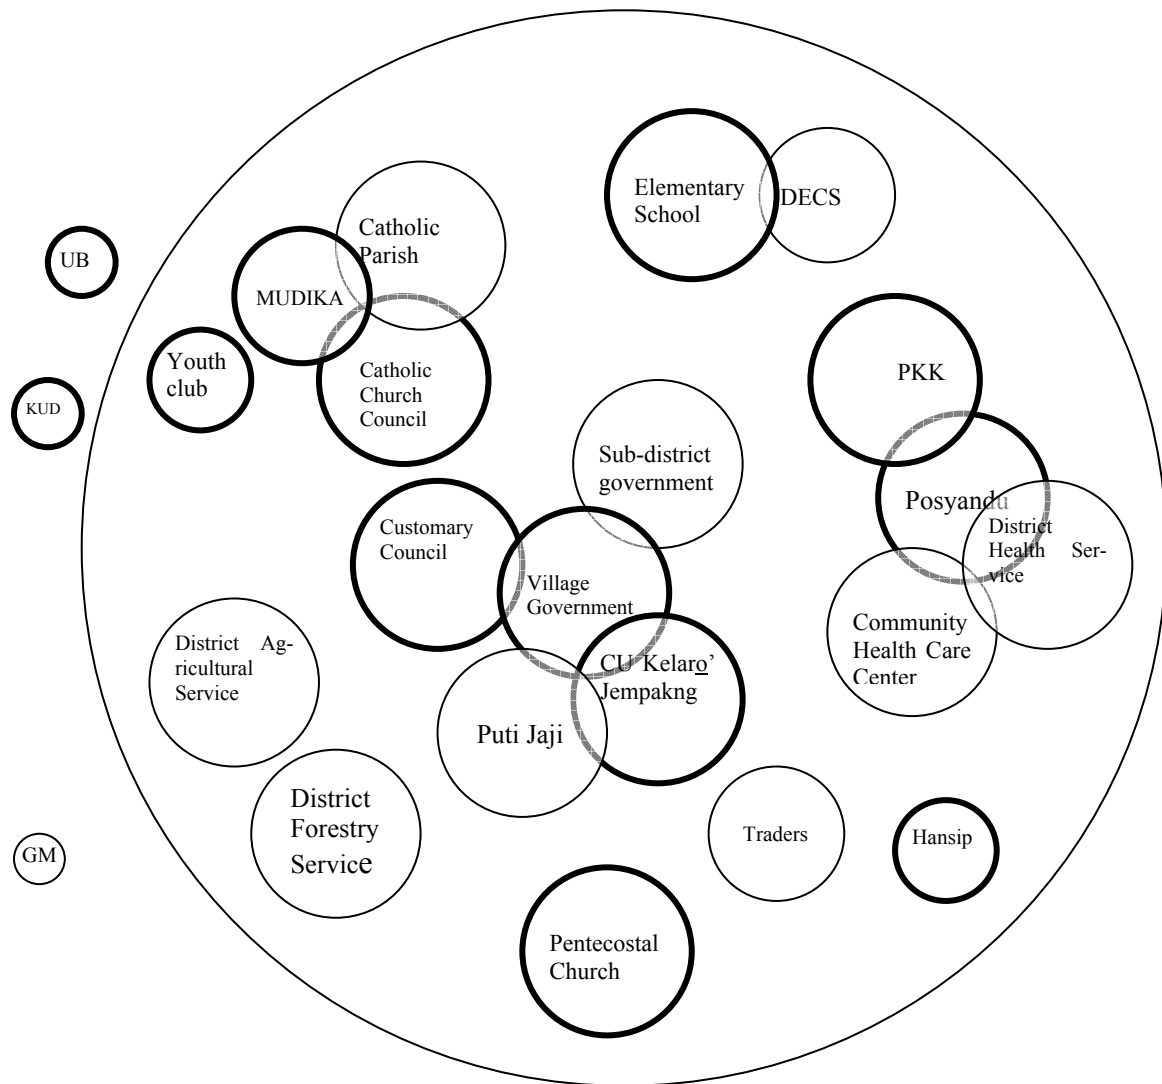 Elementary
School
DECS
Catholic
Parish
UB
MUDIKA
Youth
club
Catholic
Church
Council
KUD
PKK
Sub-district
government
Posyandu
District
Health Ser-
vice
Customary
Council
Village
Government
Community
Health Care
Center
District Ag-
ricultural
Service
CU Kelaro’
Jempakng
Puti Jaji
District
Forestry
Service
Traders
Hansip
GM
Pentecostal
Church